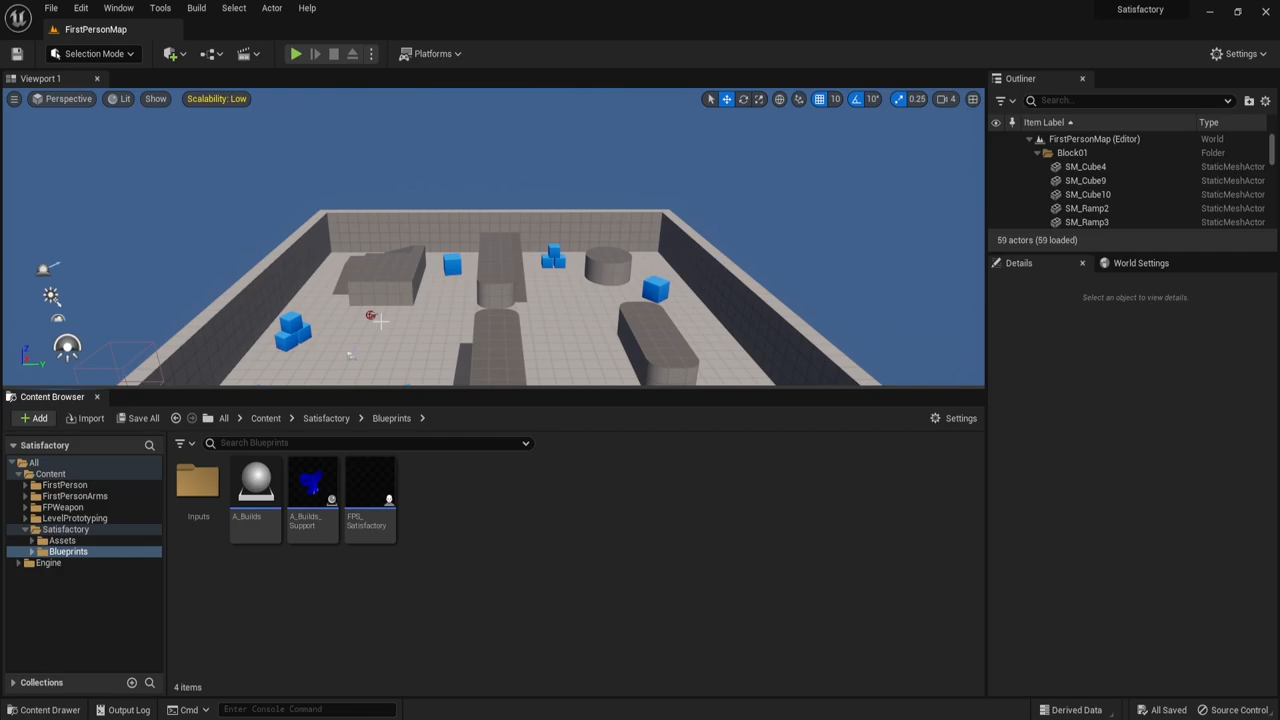 File Edit Window Tools Build Select Actor Help
Satisfactory
FirstPersonMap
Selection Mode
Platforms
Settings
Viewport 1
Outliner
Perspective
Lit
Show
Scalability: Low
10
10°
0.25
4
Search...
Item Label
Type
FirstPersonMap (Editor)
World
Block01
Folder
SM_Cube4
StaticMeshActor
SM_Cube9
StaticMeshActor
SM_Cube10
StaticMeshActor
SM_Ramp2
StaticMeshActor
SM_Ramp3
StaticMeshActor
59 actors (59 loaded)
Details
World Settings
Select an object to view details.
Content Browser
Add
Import
Save All
All
Content
Satisfactory
Blueprints
Settings
Satisfactory
Search Blueprints
All
Content
FirstPerson
FirstPersonArms
FPWeapon
LevelPrototyping
Satisfactory
Assets
Blueprints
Engine
Inputs
A_Builds
A_Builds_
Support
FPS_
Satisfactory
Collections
4 items
Content Drawer
Output Log
Cmd
Enter Console Command
Derived Data
All Saved
Source Control